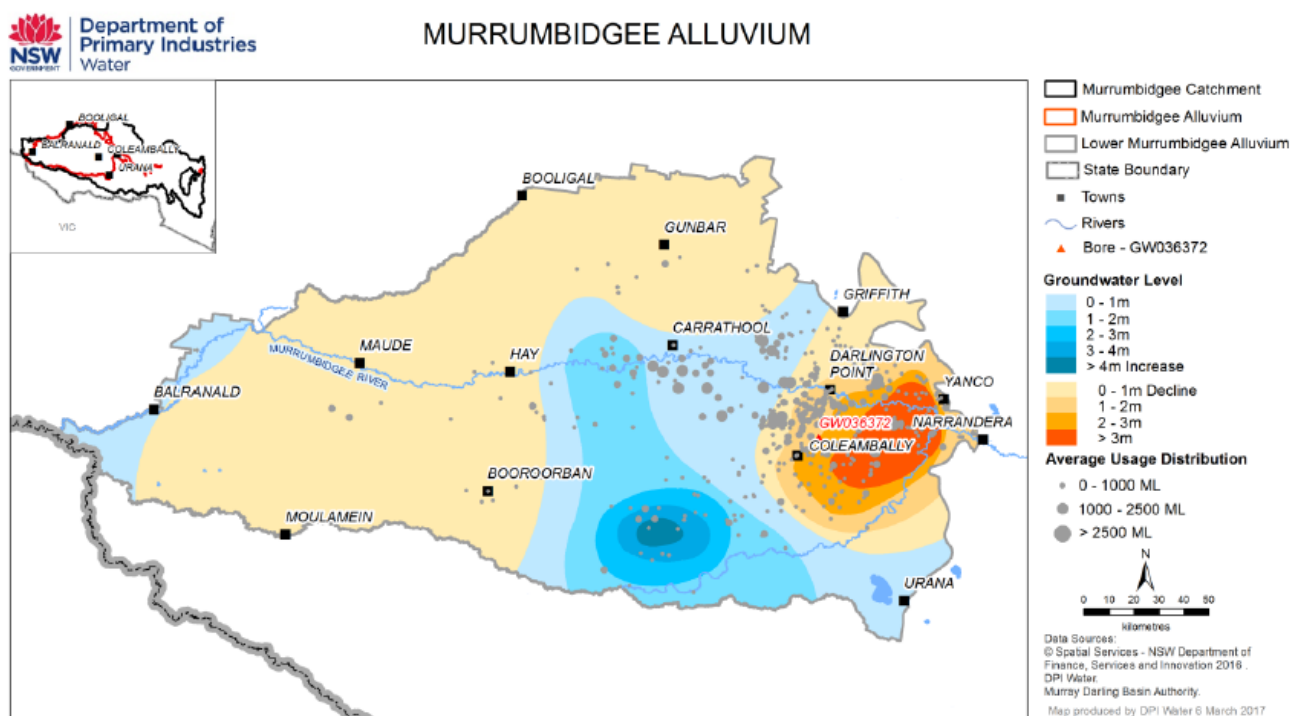 NSW
GOVERNMENT
Department of
Primary Industries
Water
MURRUMBIDGEE ALLUVIUM
BOOLIGAL
BALRANALD
COLEAMBALLY
URANA
VIC
BOOLIGAL
GUNBAR
GRIFFITH
CARRATHOOL
MAUDE
HAY
DARLINGTON
POINT
MURRUMBIDGEE RIVER
BALRANALD
YANCO
NARRANDERA
GW036372
COLEAMBALLY
BOOROORBAN
MOULAMEIN
URANA
Murrumbidgee Catchment
Murrumbidgee Alluvium
Lower Murrumbidgee Alluvium
State Boundary
Towns
Rivers
Bore - GW036372
Groundwater Level
0 - 1m
1 - 2m
2 - 3m
3 - 4m
> 4m Increase
0 - 1m Decline
1 - 2m
2 - 3m
> 3m
Average Usage Distribution
0 - 1000 ML
1000 - 2500 ML
> 2500 ML
N
0 10 20 30 40 50
kilometres
Data Sources:
© Spatial Services - NSW Department of
Finance, Services and Innovation 2016 .
DPI Water.
Murray Darling Basin Authority.
Map produced by DPI Water 6 March 2017